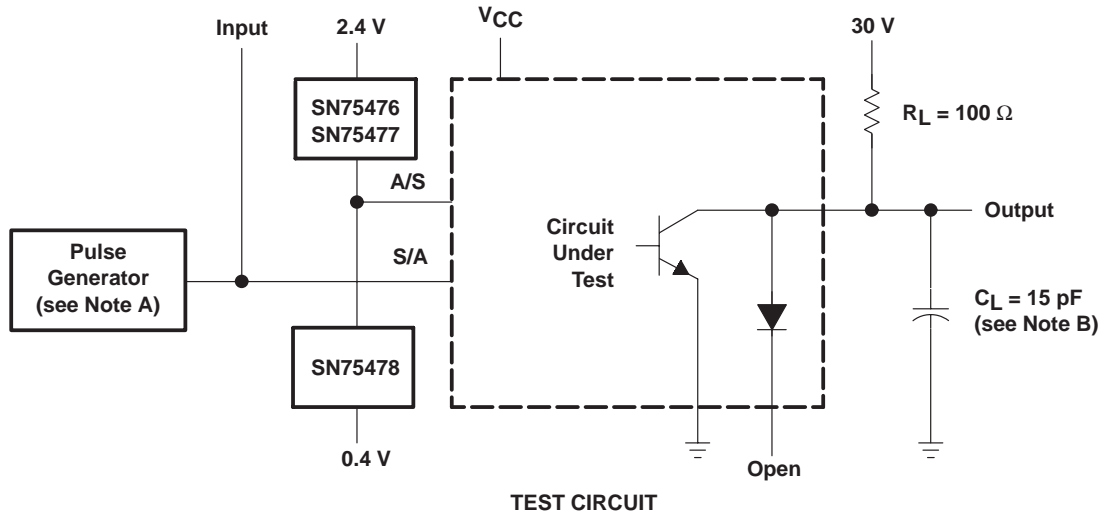 Input
2.4 V
VCC
30 V
SN75476
SN75477
RL = 100 Ω
A/S
Pulse
Generator
(see Note A)
S/A
Circuit
Under
Test
Output
CL = 15 pF
(see Note B)
SN75478
0.4 V
Open
TEST CIRCUIT